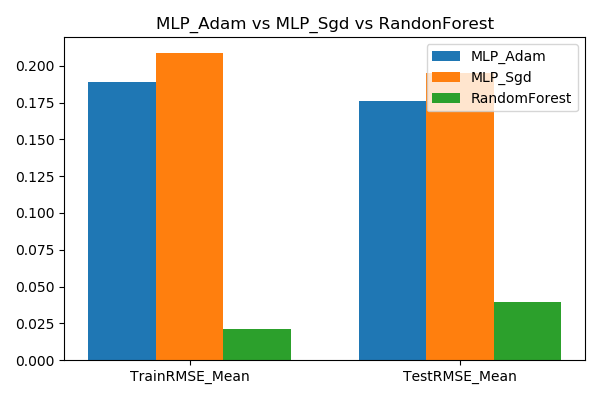 MLP_Adam vs MLP_Sgd vs RandonForest
MLP_Adam
MLP_Sgd
RandomForest
0.200
0.175
0.150
0.125
0.100
0.075
0.050
0.025
0.000
TrainRMSE_Mean
TestRMSE_Mean